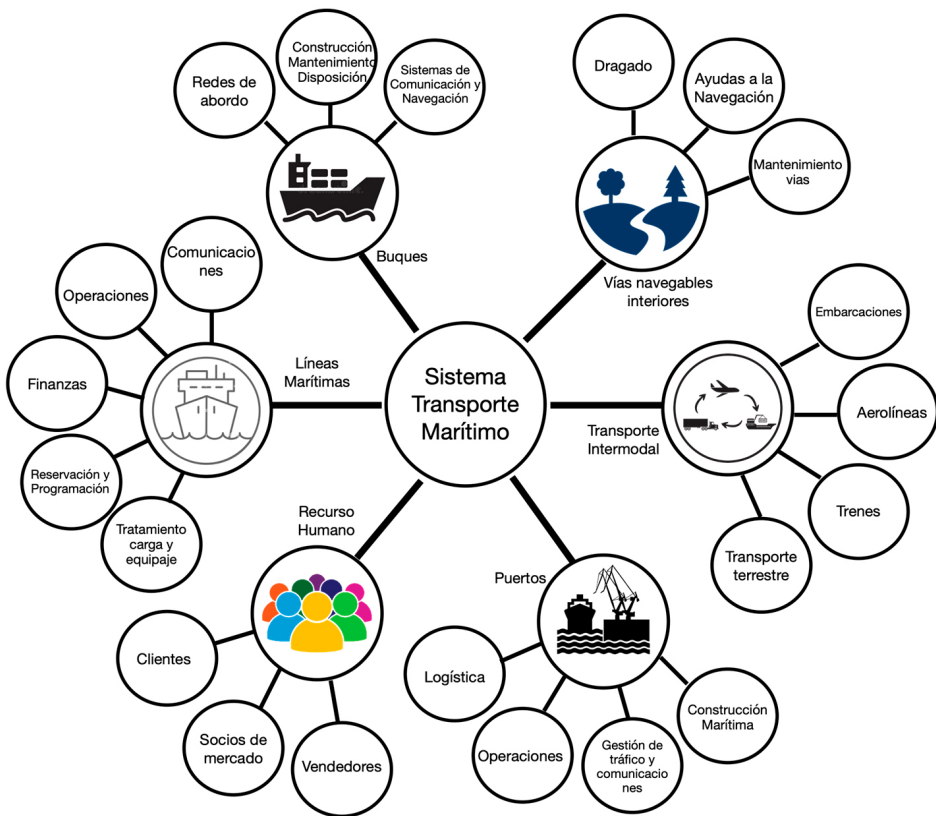 Construcción
Mantenimiento
Disposición
Redes de
abordo
Sistemas de
Comunicación y
Navegación
Buques
Dragado
Ayudas a la
Navegación
Mantenimiento
vias
Vías navegables
interiores
Comunicacio
nes
Operaciones
Finanzas
Reservación y
Programación
Tratamiento
carga y
equipaje
Líneas
Marítimas
Sistema
Transporte
Marítimo
Embarcaciones
Aerolíneas
Trenes
Transporte
terrestre
Transporte
Intermodal
Recurso
Humano
Clientes
Socios de
mercado
Vendedores
Puertos
Logística
Operaciones
Gestión de
tráfico y
comunicacio
nes
Construcción
Marítima